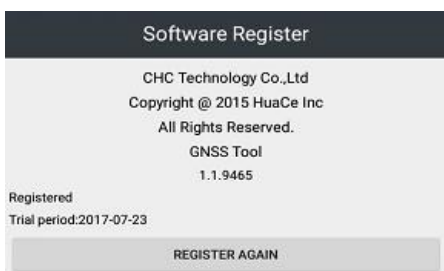 Software Register
CHC Technology Co.,Ltd
Copyright @ 2015 HuaCe Inc
All Rights Reserved.
GNSS Tool
1.1.9465
Registered
Trial period:2017-07-23
REGISTER AGAIN